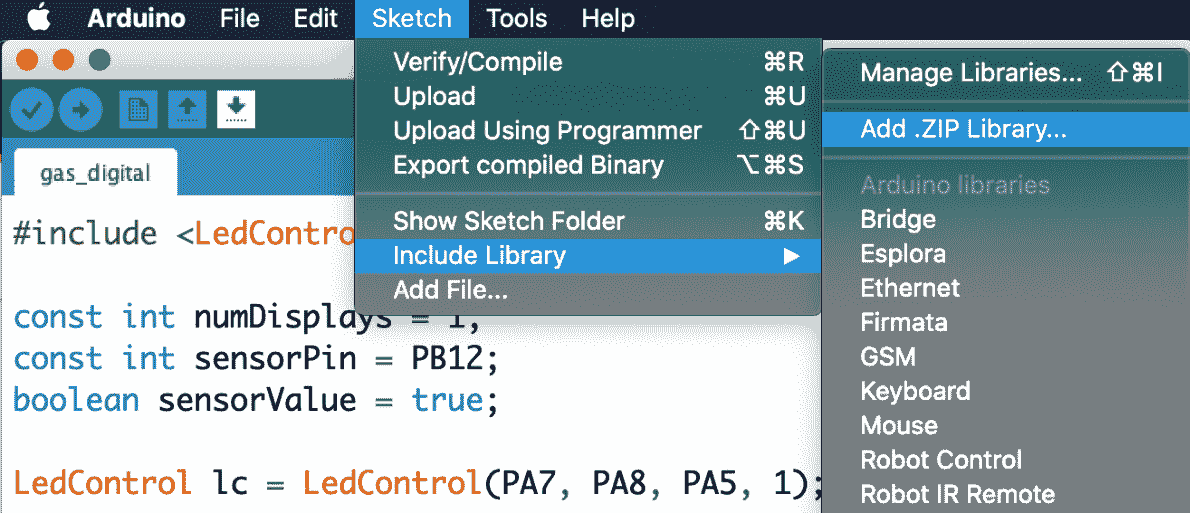 Arduino File Edit Sketch Tools Help
Verify/Compile ⌘R
Upload ⌘U
Upload Using Programmer ⇧⌘U
Export compiled Binary ⌥⌘S
Show Sketch Folder ⌘K
Include Library ▶
Add File...
Manage Libraries... ⇧⌘I
Add .ZIP Library...
Arduino libraries
Bridge
Esplora
Ethernet
Firmata
GSM
Keyboard
Mouse
Robot Control
Robot IR Remote
gas_digital
#include <LedContro
const int numDisplays = 1;
const int sensorPin = PB12;
boolean sensorValue = true;
LedControl lc = LedControl(PA7, PA8, PA5, 1);